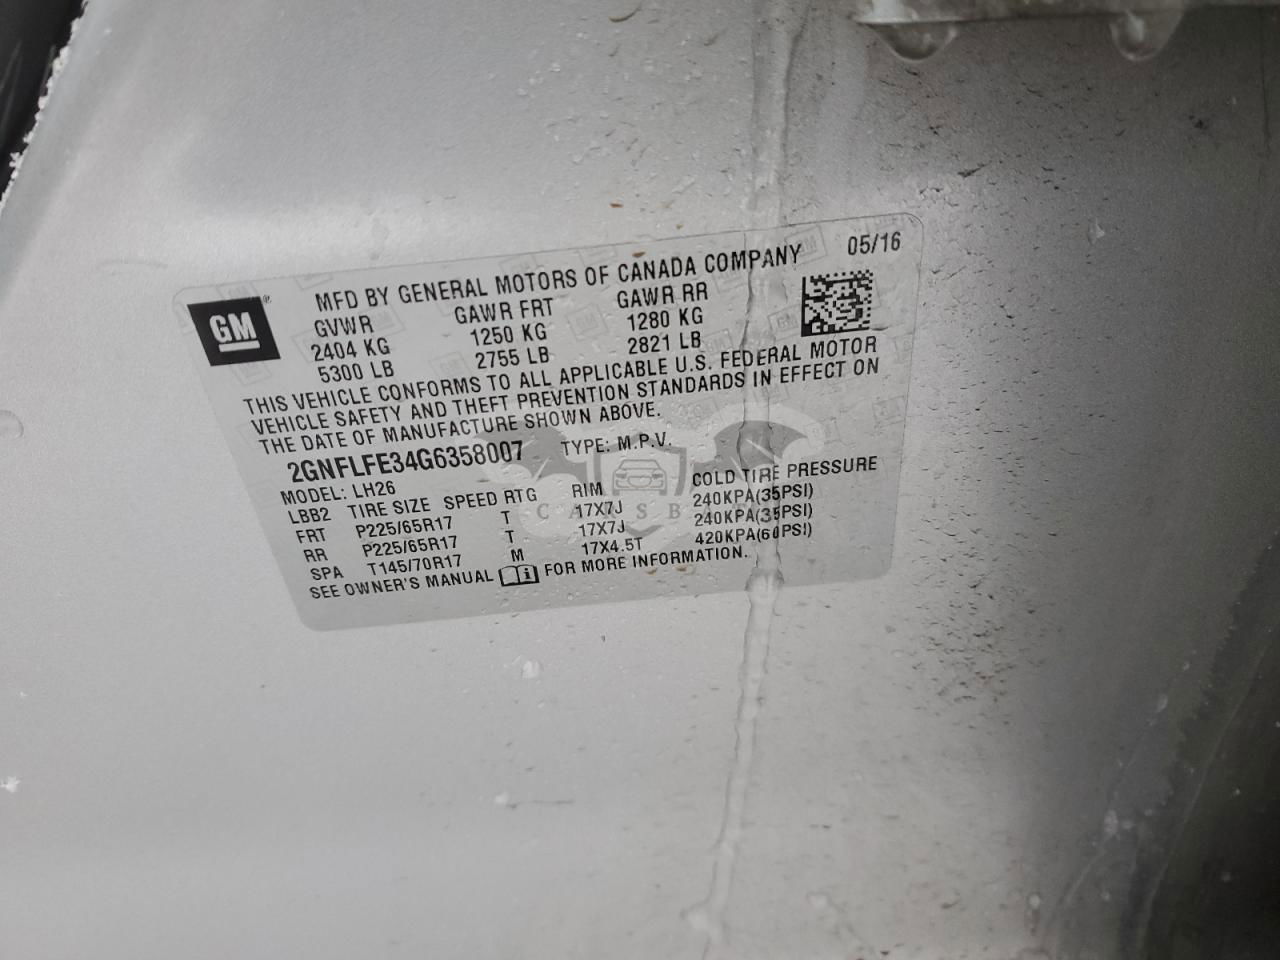 GM
MFD BY GENERAL MOTORS OF CANADA COMPANY 05/16
GVWR GAWR FRT GAWR RR
2404 KG 1250 KG 1280 KG
5300 LB 2755 LB 2821 LB
THIS VEHICLE CONFORMS TO ALL APPLICABLE U.S. FEDERAL MOTOR
VEHICLE SAFETY AND THEFT PREVENTION STANDARDS IN EFFECT ON
THE DATE OF MANUFACTURE SHOWN ABOVE.
2GNFLFE34G6358007 TYPE: M.P.V.
MODEL: LH26
LBB2 TIRE SIZE SPEED RTG RIM COLD TIRE PRESSURE
FRT P225/65R17 T 17X7J 240KPA(35PSI)
RR P225/65R17 T 17X7J 240KPA(35PSI)
SPA T145/70R17 M 17X4.5T 420KPA(60PSI)
SEE OWNER'S MANUAL FOR MORE INFORMATION.